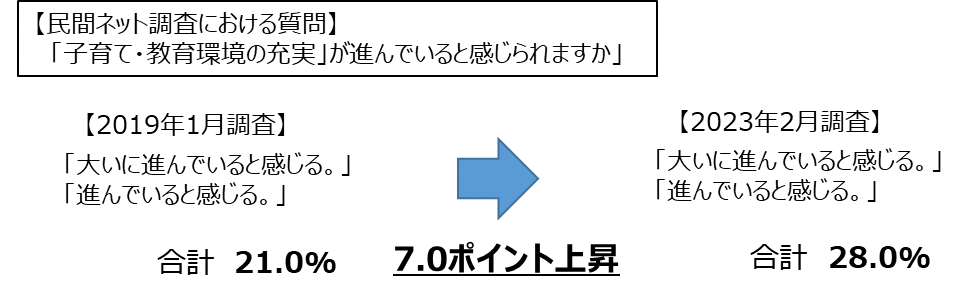 【民間ネット調査における質問】
「子育て・教育環境の充実」が進んでいると感じられますか」
【2019年1月調査】
「大いに進んでいると感じる。」
「進んでいると感じる。」
合計 21.0%
7.0ポイント上昇
【2023年2月調査】
「大いに進んでいると感じる。」
「進んでいると感じる。」
合計 28.0%